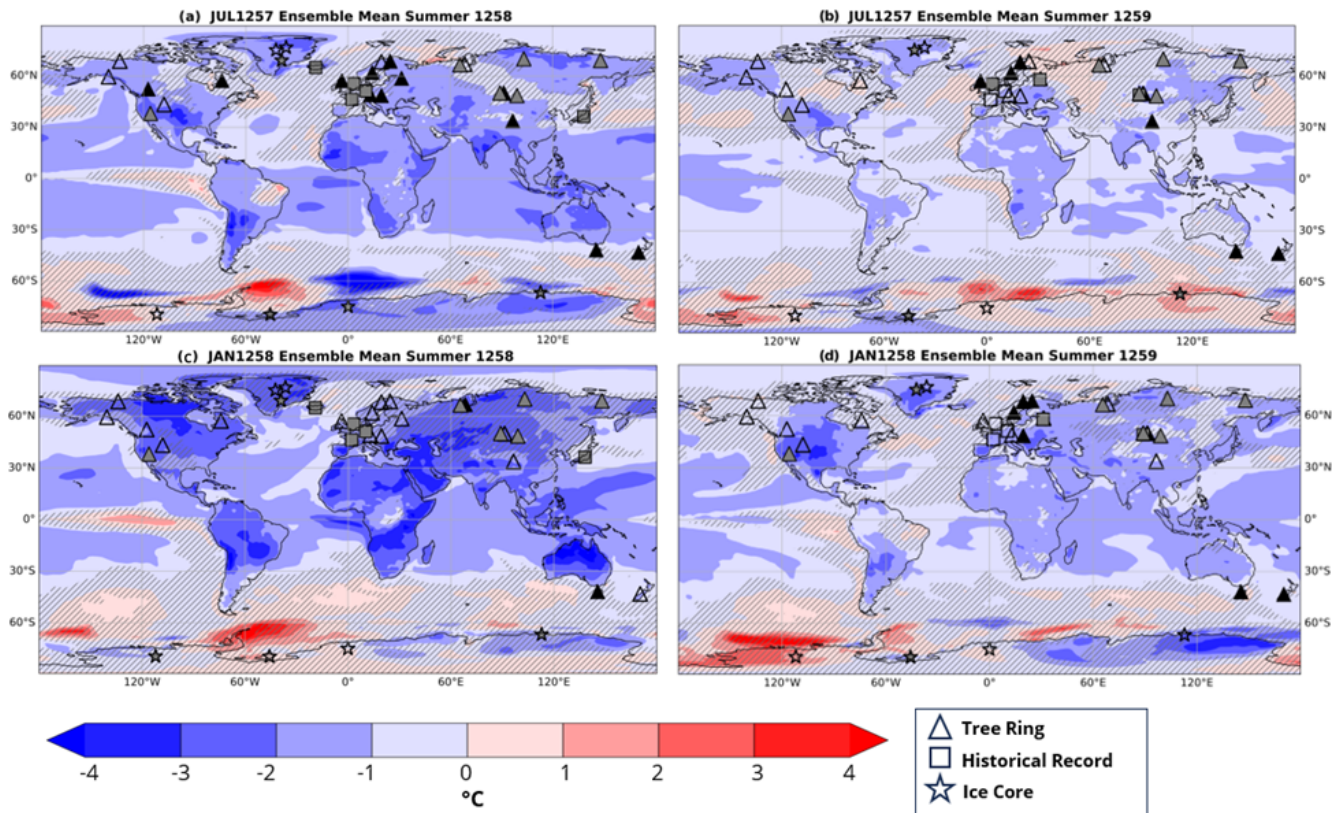 (a) JUL1257 Ensemble Mean Summer 1258
(b) JUL1257 Ensemble Mean Summer 1259
60°N
30°N
0°
30°S
60°S
60°N
30°N
0°
30°S
60°S
120°W 60°W 0° 60°E 120°E
120°W 60°W 0° 60°E 120°E
(c) JAN1258 Ensemble Mean Summer 1258
(d) JAN1258 Ensemble Mean Summer 1259
60°N
30°N
0°
30°S
60°S
60°N
30°N
0°
30°S
60°S
120°W 60°W 0° 60°E 120°E
120°W 60°W 0° 60°E 120°E
-4 -3 -2 -1 0 1 2 3 4
°C
Tree Ring
Historical Record
Ice Core